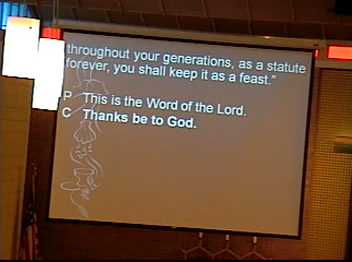 throughout your generations, as a statute
forever, you shall keep it as a feast."
P This is the Word of the Lord.
C Thanks be to God.